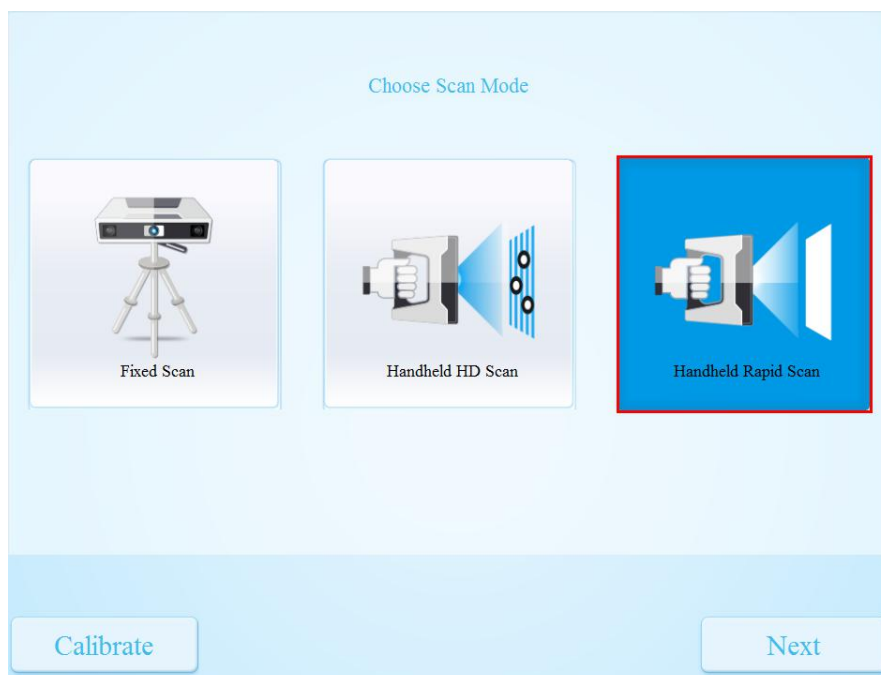 Choose Scan Mode
Fixed Scan
Handheld HD Scan
Handheld Rapid Scan
Calibrate
Next